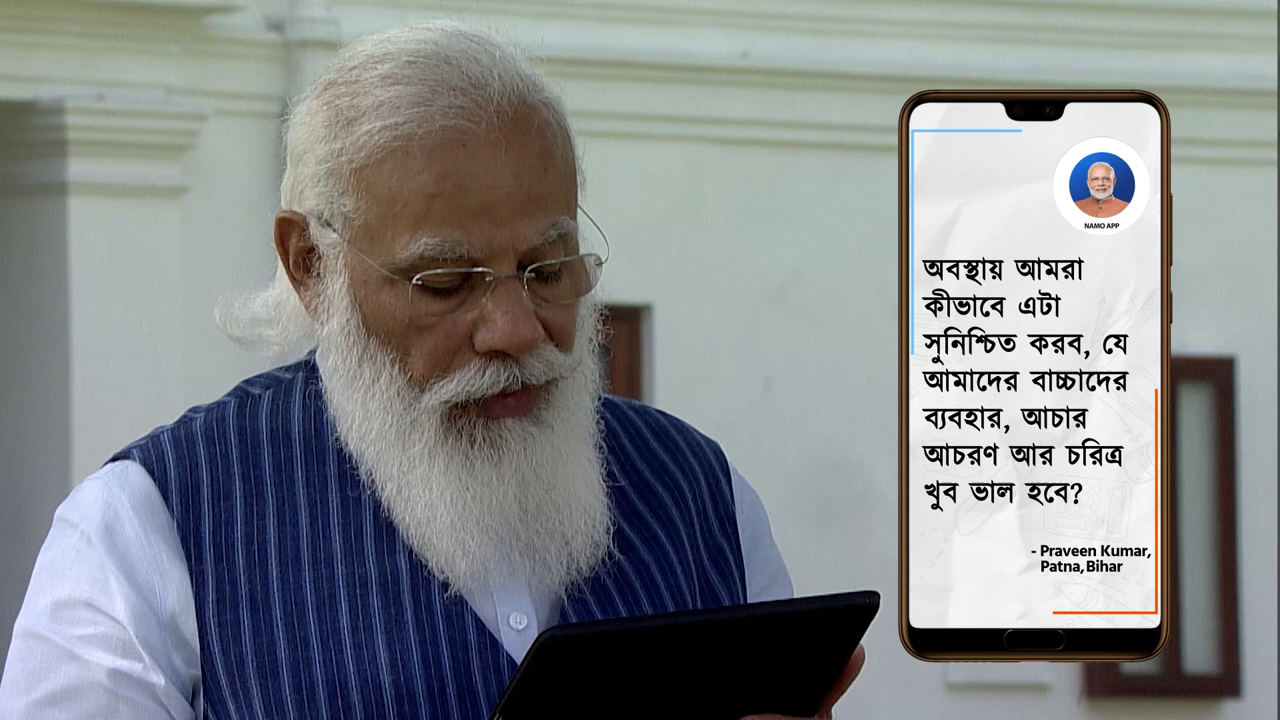 NAMO APP
অবস্থায় আমরা
কীভাবে এটা
সুনিশ্চিত করব, যে
আমাদের বাচ্চাদের
ব্যবহার, আচার
আচরণ আর চরিত্র
খুব ভাল হবে?
- Praveen Kumar,
Patna, Bihar